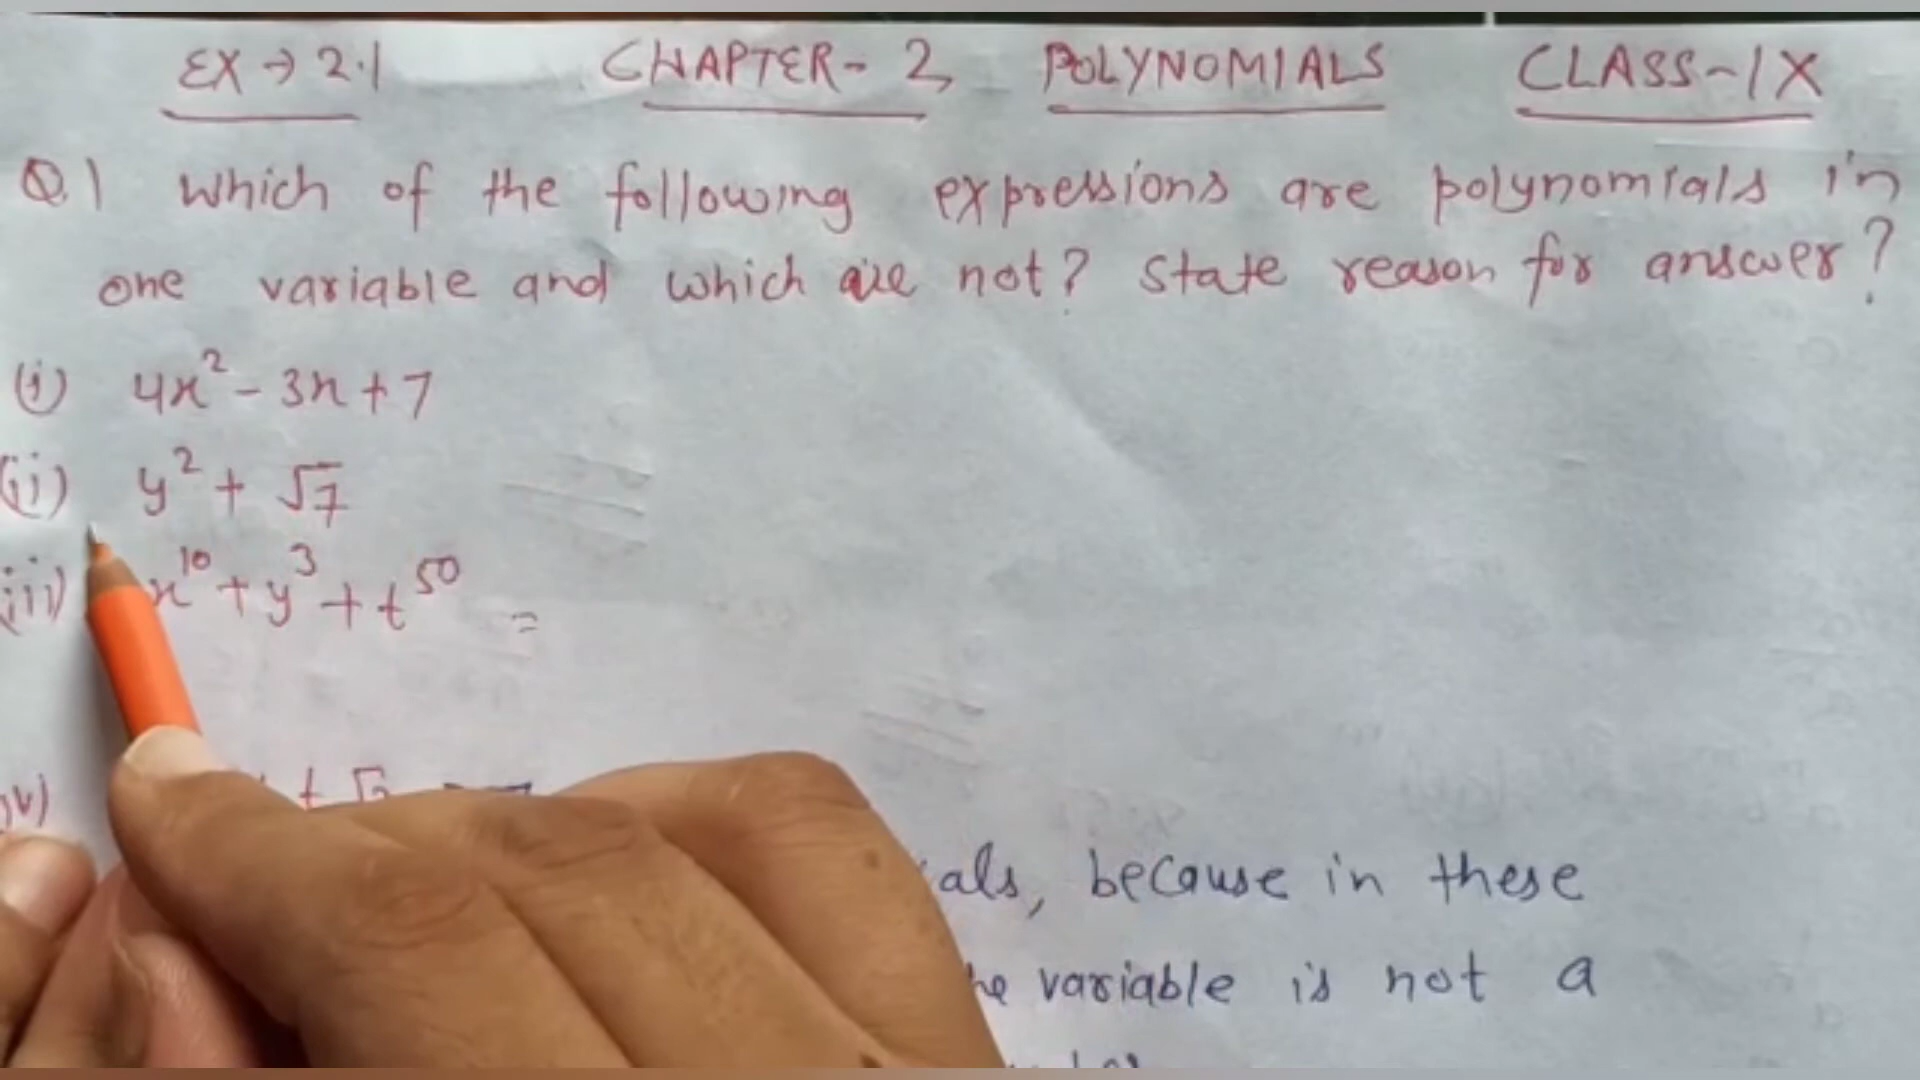 EX → 2.1 CHAPTER - 2 POLYNOMIALS CLASS - IX
Q.1 Which of the following expressions are polynomials in
one variable and which are not? State reason for answer?
(i) 4x² - 3x + 7
(ii) y² + √7
(iii) x¹⁰ + y³ + t⁵⁰ =
iv) + √
als, because in these
he variable is not a